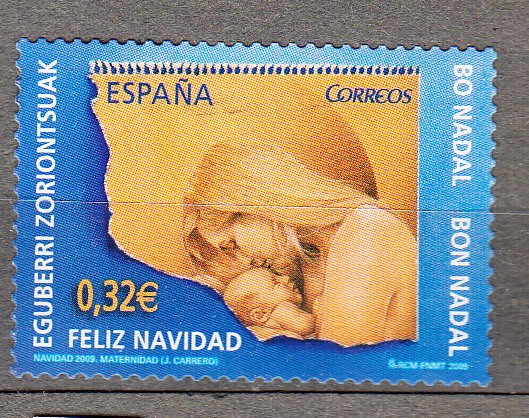 ESPAÑA
CORREOS
EGUBERRI ZORIONTSUAK
BO NADAL
BON NADAL
0,32€
FELIZ NAVIDAD
NAVIDAD 2009. MATERNIDAD (J. CARRERO)
RCM-FNMT 2009